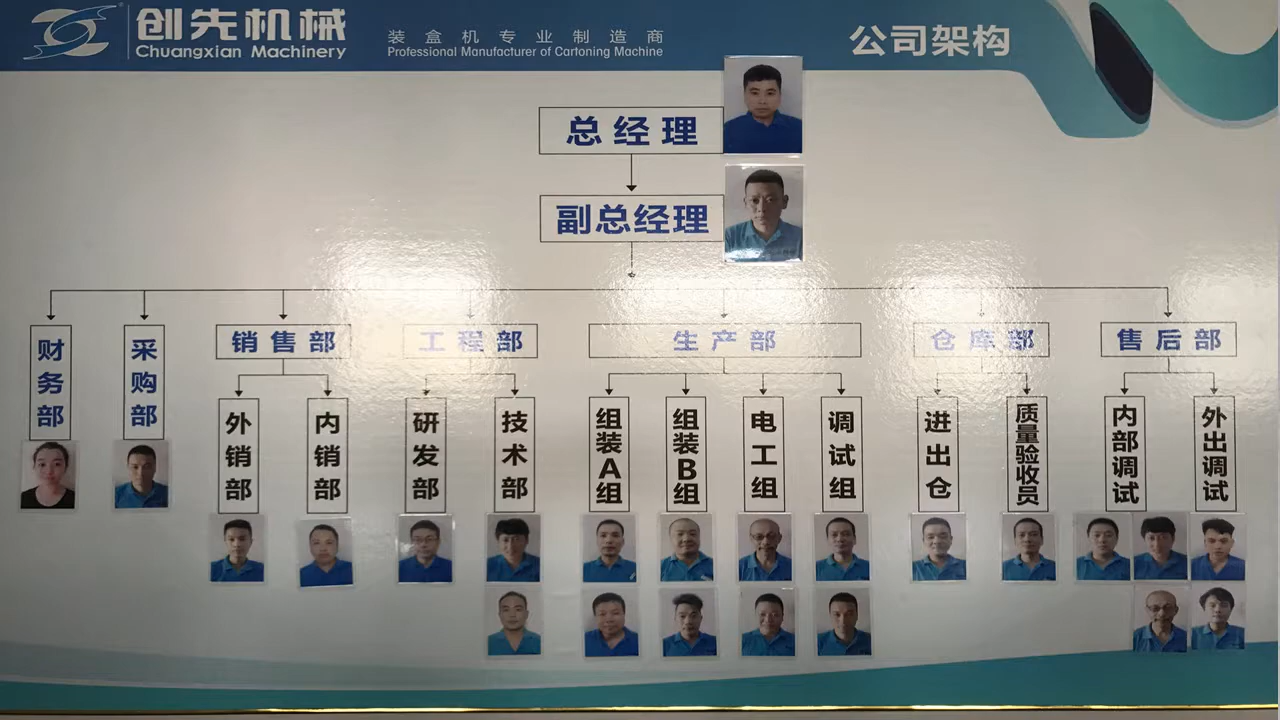 创先机械
Chuangxian Machinery
装盒机专业制造商
Professional Manufacturer of Cartoning Machine
公司架构
总经理
副总经理
财务部
采购部
销售部
工程部
生产部
仓库部
售后部
外销部
内销部
研发部
技术部
组装A组
组装B组
电工组
调试组
进出仓
质量验收员
内部调试
外出调试